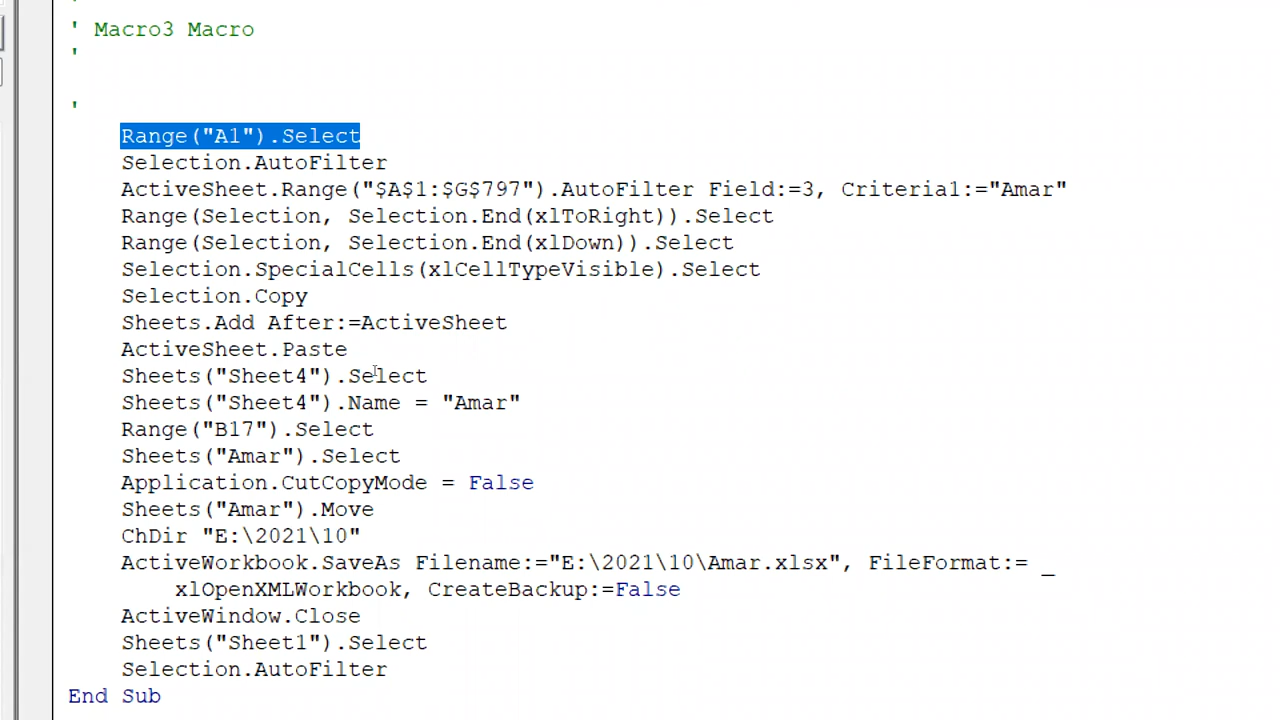 ' Macro3 Macro
'
'
Range("A1").Select
Selection.AutoFilter
ActiveSheet.Range("$A$1:$G$797").AutoFilter Field:=3, Criteria1:="Amar"
Range(Selection, Selection.End(xlToRight)).Select
Range(Selection, Selection.End(xlDown)).Select
Selection.SpecialCells(xlCellTypeVisible).Select
Selection.Copy
Sheets.Add After:=ActiveSheet
ActiveSheet.Paste
Sheets("Sheet4").Select
Sheets("Sheet4").Name = "Amar"
Range("B17").Select
Sheets("Amar").Select
Application.CutCopyMode = False
Sheets("Amar").Move
ChDir "E:\2021\10"
ActiveWorkbook.SaveAs Filename:="E:\2021\10\Amar.xlsx", FileFormat:= _
xlOpenXMLWorkbook, CreateBackup:=False
ActiveWindow.Close
Sheets("Sheet1").Select
Selection.AutoFilter
End Sub